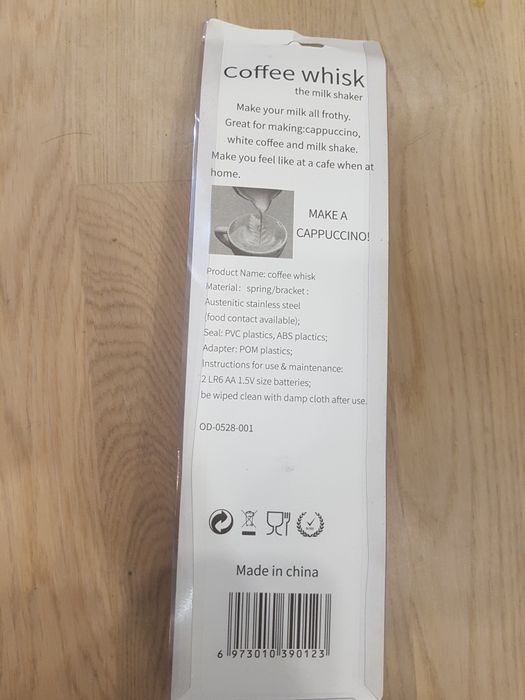 Coffee whisk
the milk shaker
Make your milk all frothy.
Great for making:cappuccino,
white coffee and milk shake.
Make you feel like at a cafe when at
home.
MAKE A
CAPPUCCINO!
Product Name: coffee whisk
Material: spring/bracket:
Austenitic stainless steel
(food contact available);
Seal: PVC plastics, ABS plactics;
Adapter: POM plastics;
Instructions for use & maintenance:
2 LR6 AA 1.5V size batteries;
be wiped clean with damp cloth after use.
OD-0528-001
Made in china
6 973010 390123